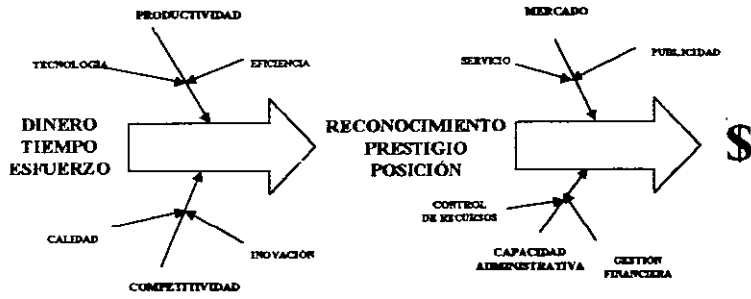 PRODUCTIVIDAD
TECNOLOGIA
EFICIENCIA
DINERO
TIEMPO
ESFUERZO
CALIDAD
INOVACIÓN
COMPETITIVIDAD
MERCADO
SERVICIO
PUBLICIDAD
RECONOCIMIENTO
PRESTIGIO
POSICIÓN
CONTROL
DE RECURSOS
CAPACIDAD
ADMINISTRATIVA
GESTIÓN
FINANCIERA
$